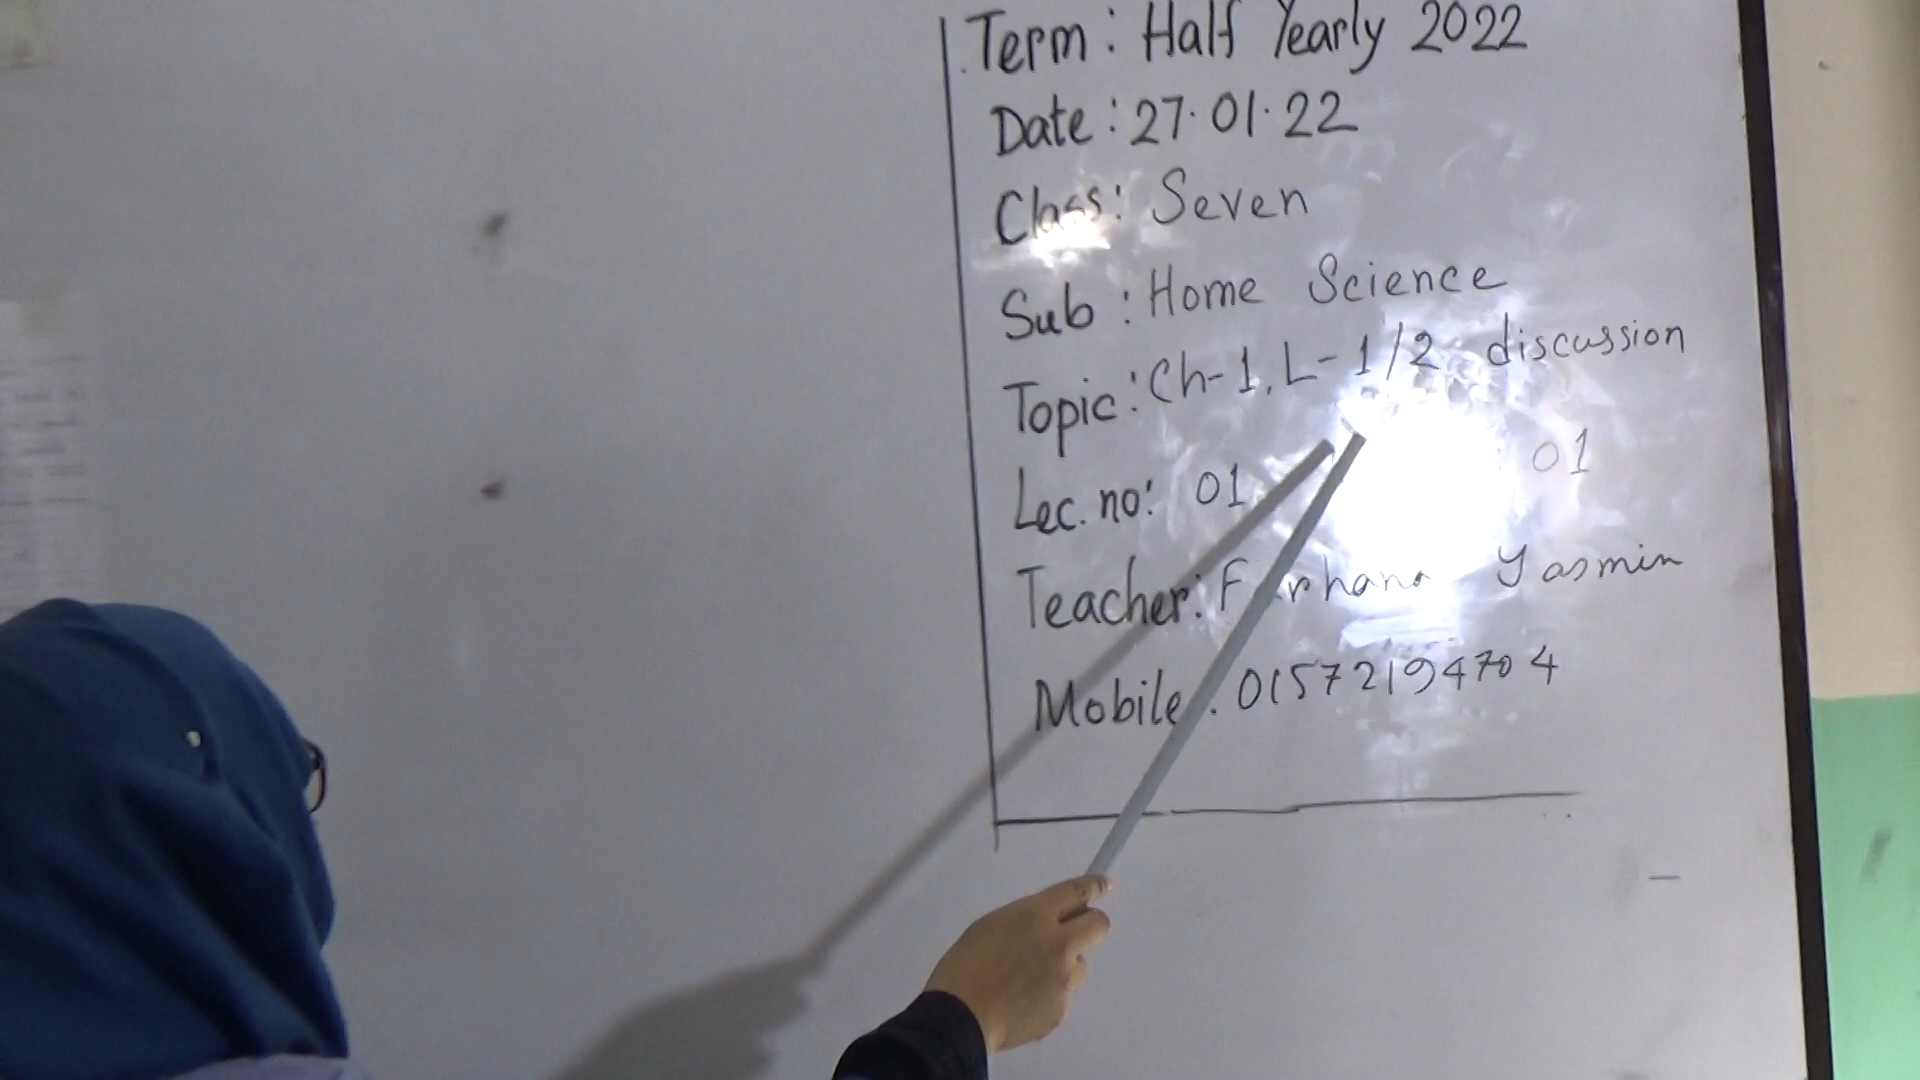 Term : Half Yearly 2022
Date : 27.01.22
Class: Seven
Sub : Home Science
Topic: Ch-1, L-1/2 discussion
Lec. no: 01 01
Teacher: Farhana Yasmin
Mobile : 01572194704